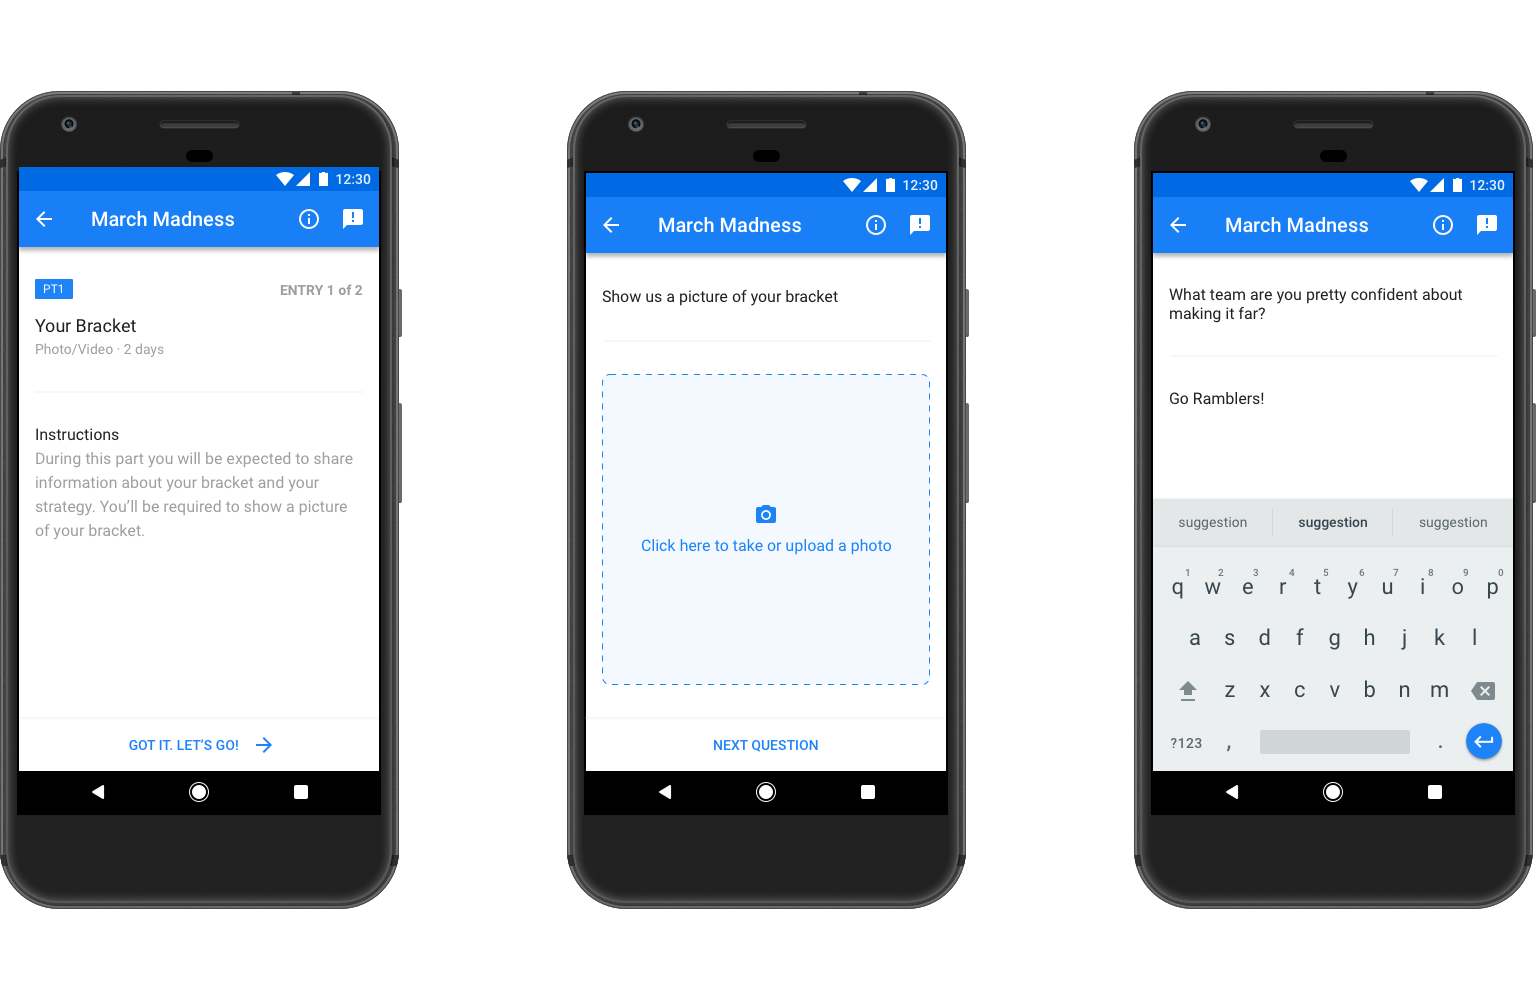 12:30
March Madness
PT1
ENTRY 1 of 2
Your Bracket
Photo/Video · 2 days
Instructions
During this part you will be expected to share
information about your bracket and your
strategy. You’ll be required to show a picture
of your bracket.
GOT IT. LET’S GO!
12:30
March Madness
Show us a picture of your bracket
Click here to take or upload a photo
NEXT QUESTION
12:30
March Madness
What team are you pretty confident about
making it far?
Go Ramblers!
suggestion suggestion suggestion
1 2 3 4 5 6 7 8 9 0
q w e r t y u i o p
a s d f g h j k l
z x c v b n m
?123 , .